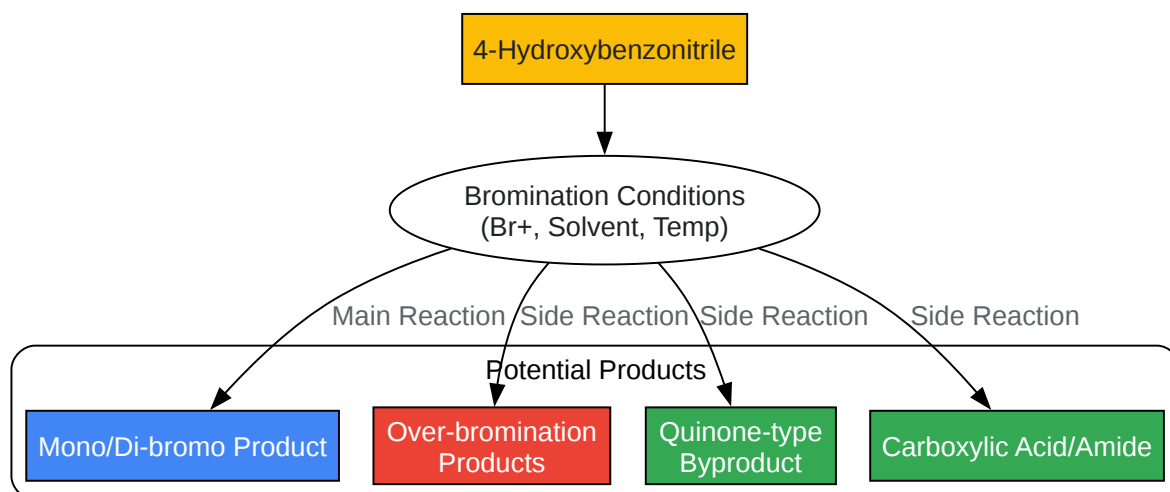 4-Hydroxybenzonitrile
Bromination Conditions
(Br+, Solvent, Temp)
Main Reaction
Side Reaction
Side Reaction
Side Reaction
Potential Products
Mono/Di-bromo Product
Over-bromination
Products
Quinone-type
Byproduct
Carboxylic Acid/Amide